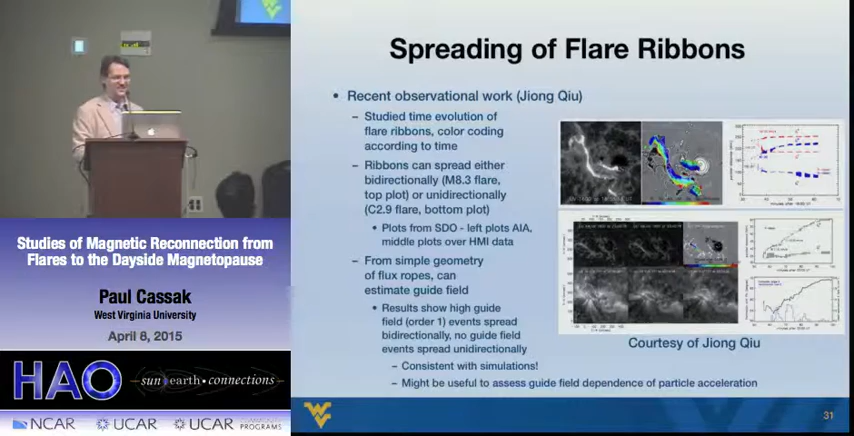 Spreading of Flare Ribbons
• Recent observational work (Jiong Qiu)
– Studied time evolution of
flare ribbons, color coding
according to time
– Ribbons can spread either
bidirectionally (M8.3 flare,
top plot) or unidirectionally
(C2.9 flare, bottom plot)
• Plots from SDO - left plots AIA,
middle plots over HMI data
– From simple geometry
of flux ropes, can
estimate guide field
• Results show high guide
field (order 1) events spread
bidirectionally, no guide field
events spread unidirectionally
– Consistent with simulations!
– Might be useful to assess guide field dependence of particle acceleration
Courtesy of Jiong Qiu
31
Studies of Magnetic Reconnection from
Flares to the Dayside Magnetopause
Paul Cassak
West Virginia University
April 8, 2015
HAO
sun•earth•connections
NCAR
UCAR
UCAR
PROGRAMS